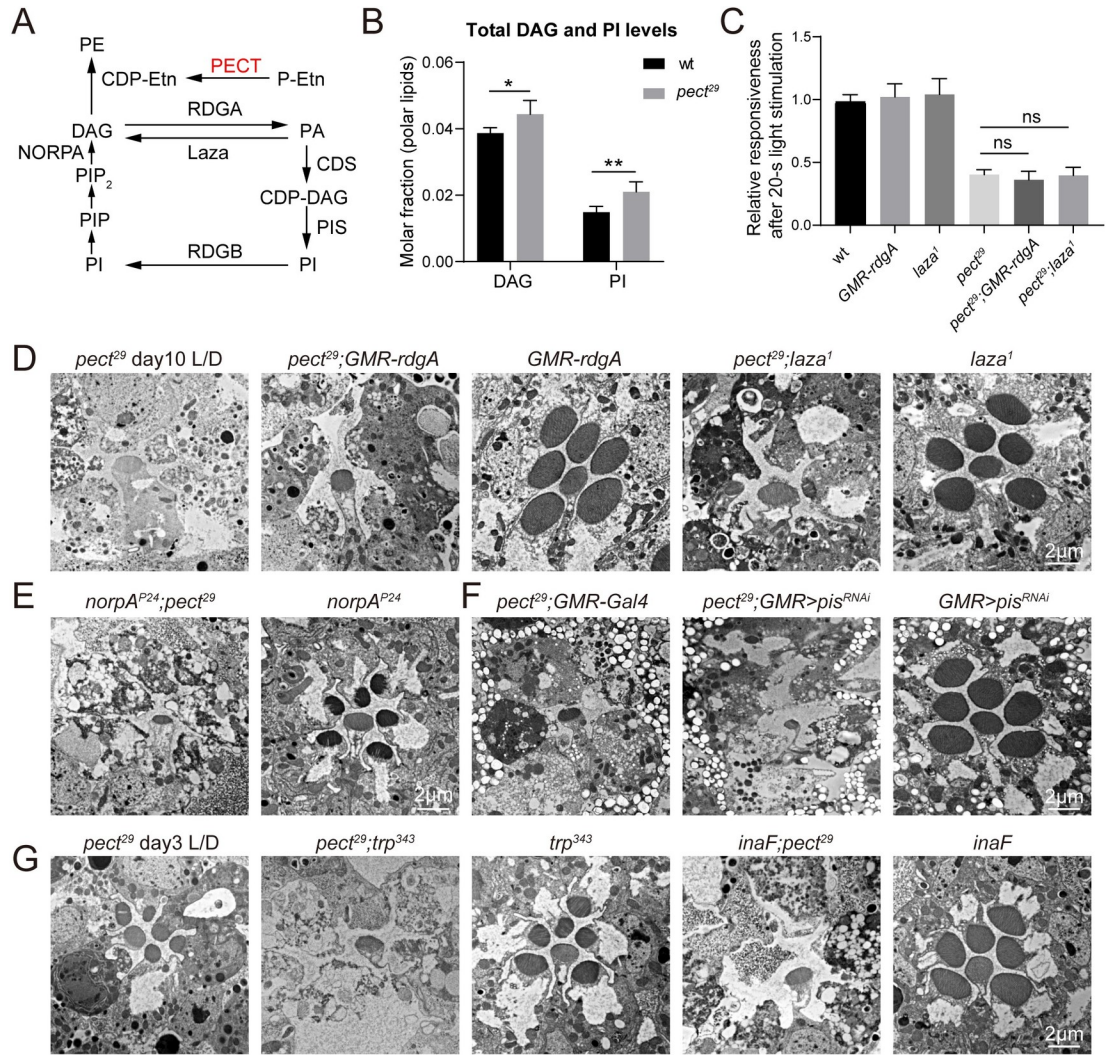 A
PE
PECT
CDP-Etn
P-Etn
RDGA
DAG
PA
Laza
NORPA
CDS
PIP2
CDP-DAG
PIP
PIS
RDGB
PI
PI
B
Total DAG and PI levels
Molar fraction (polar lipids)
0.06
0.04
0.02
0.00
wt
pect29
*
**
DAG
PI
C
Relative responsiveness
after 20-s light stimulation
1.5
1.0
0.5
0.0
ns
ns
wt
GMR-rdgA
laza1
pect29
pect29;GMR-rdgA
pect29;laza1
D
pect29 day10 L/D
pect29;GMR-rdgA
GMR-rdgA
pect29;laza1
laza1
2μm
E
norpAP24;pect29
norpAP24
2μm
F
pect29;GMR-Gal4
pect29;GMR>pisRNAi
GMR>pisRNAi
G
pect29 day3 L/D
pect29;trp343
trp343
inaF;pect29
inaF
2μm